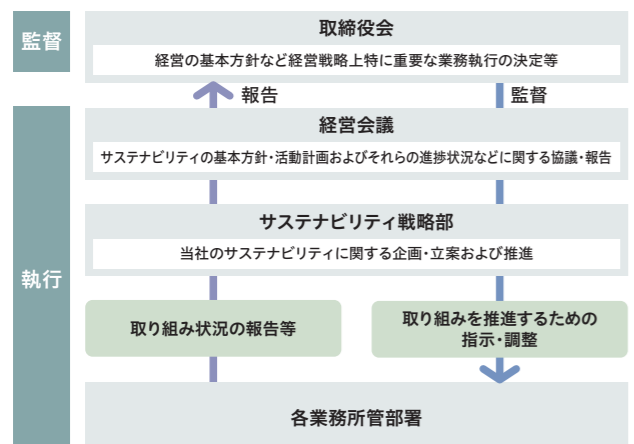 監督
取締役会
経営の基本方針など経営戦略上特に重要な業務執行の決定等
報告
監督
執行
経営会議
サステナビリティの基本方針・活動計画およびそれらの進捗状況などに関する協議・報告
サステナビリティ戦略部
当社のサステナビリティに関する企画・立案および推進
取り組み状況の報告等
取り組みを推進するための
指示・調整
各業務所管部署